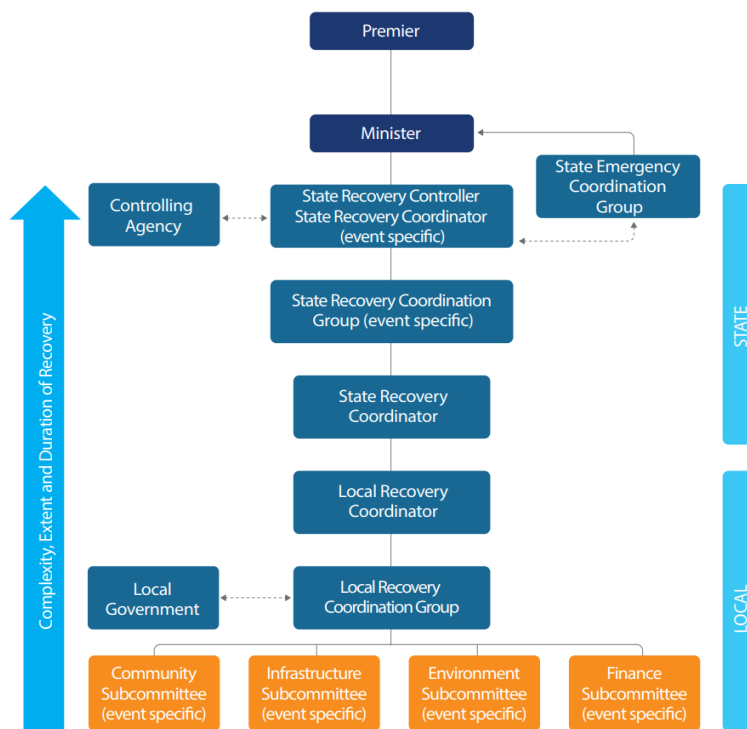 Premier
Minister
State Emergency
Coordination
Group
Controlling
Agency
State Recovery Controller
State Recovery Coordinator
(event specific)
State Recovery Coordination
Group (event specific)
State Recovery
Coordinator
Local Recovery
Coordinator
Local
Government
Local Recovery
Coordination Group
Community
Subcommittee
(event specific)
Infrastructure
Subcommittee
(event specific)
Environment
Subcommittee
(event specific)
Finance
Subcommittee
(event specific)
Complexity, Extent and Duration of Recovery
STATE
LOCAL